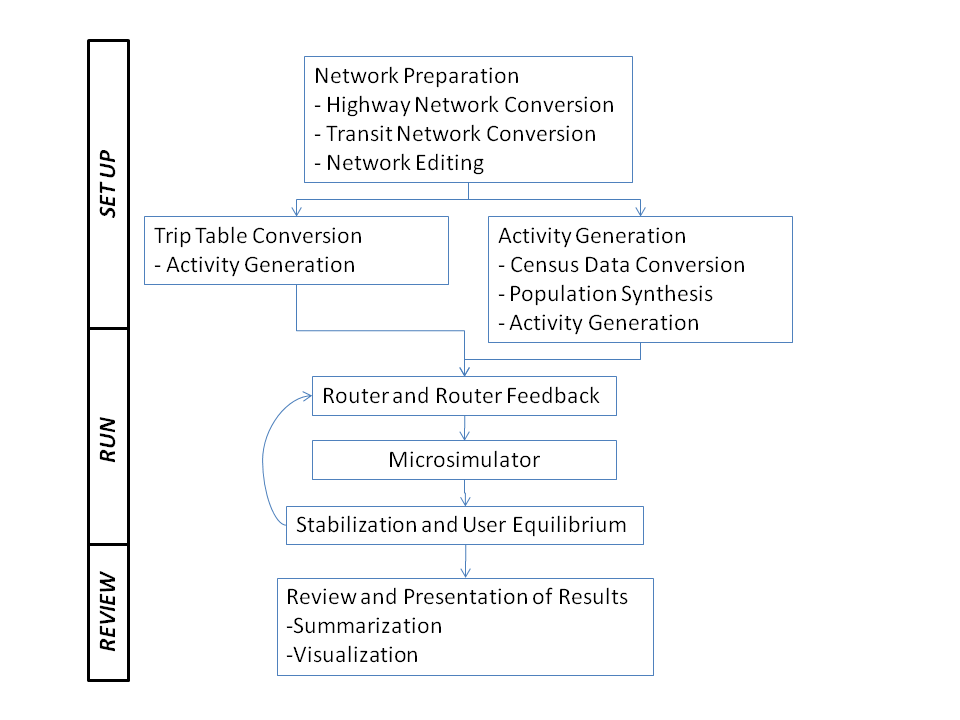 SET UP
Network Preparation
- Highway Network Conversion
- Transit Network Conversion
- Network Editing
Trip Table Conversion
- Activity Generation
Activity Generation
- Census Data Conversion
- Population Synthesis
- Activity Generation
RUN
Router and Router Feedback
Microsimulator
Stabilization and User Equilibrium
REVIEW
Review and Presentation of Results
-Summarization
-Visualization